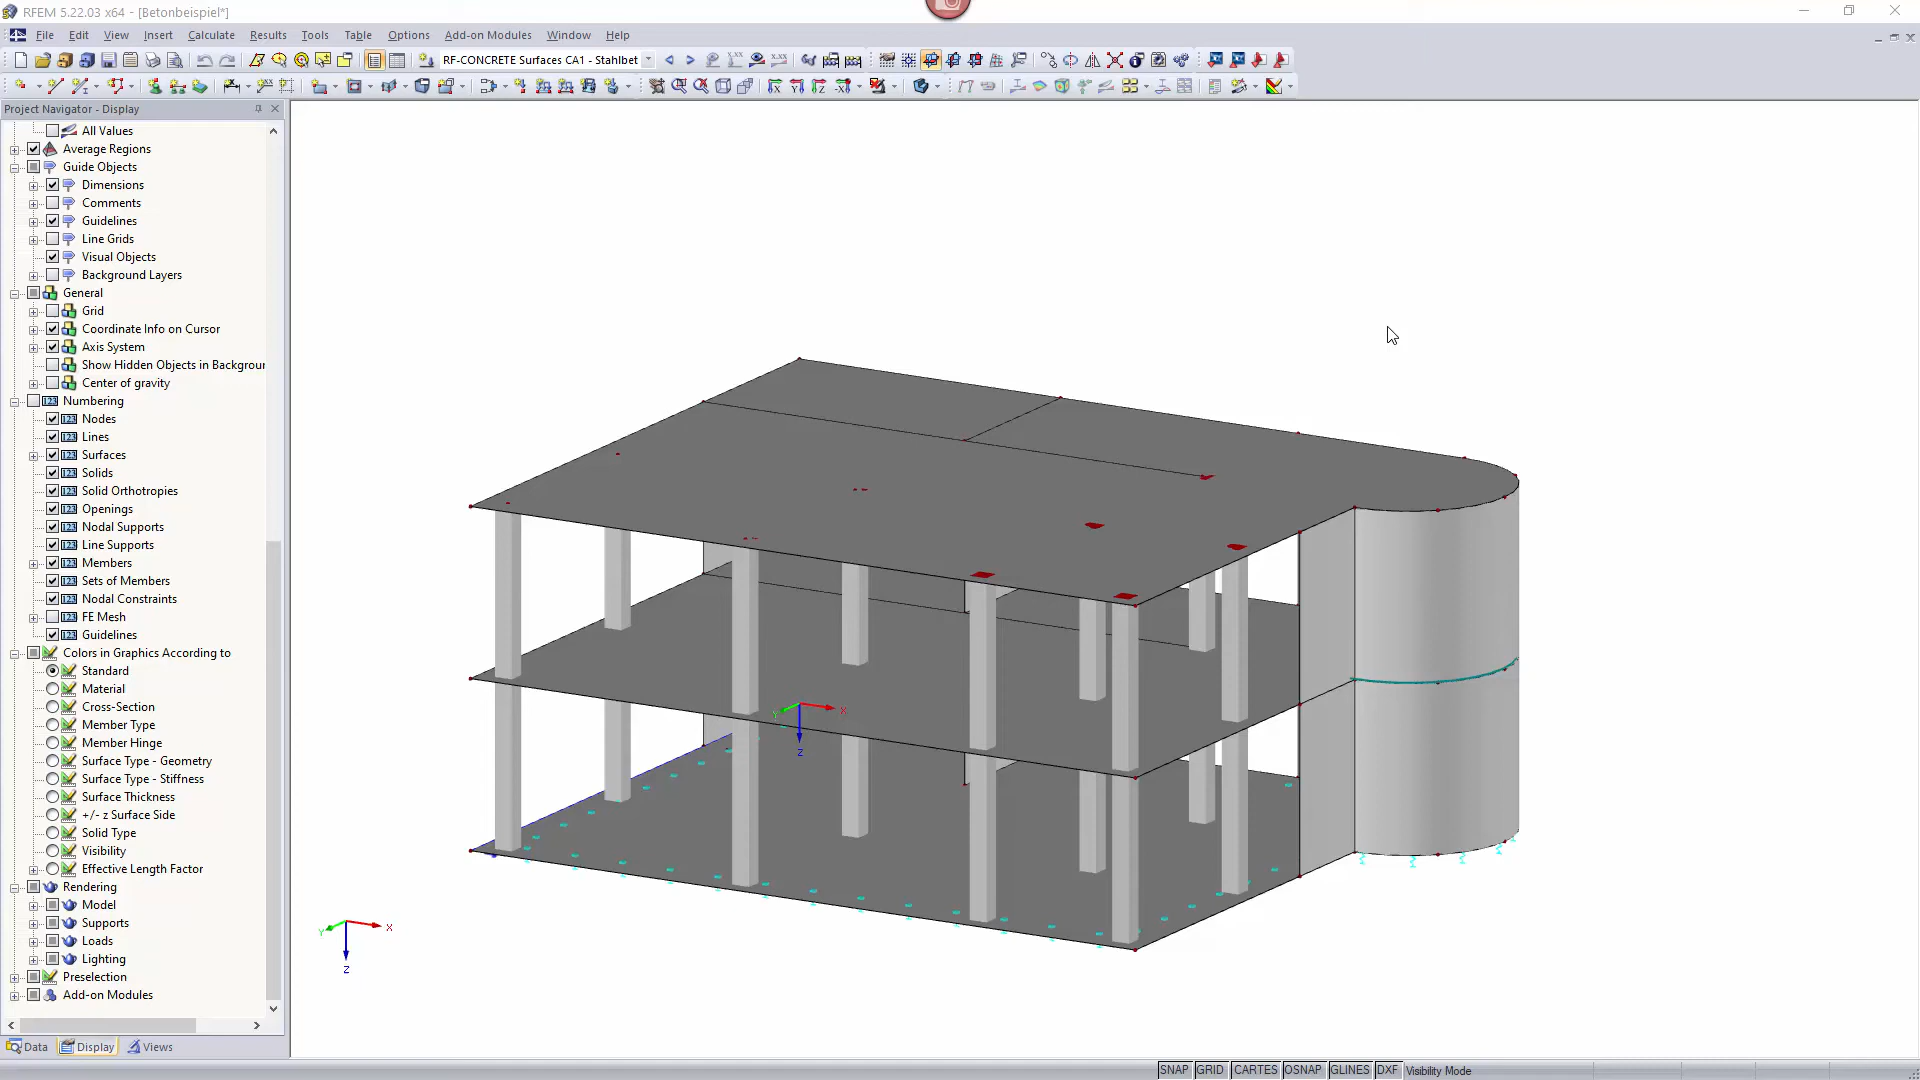 RFEM 5.22.03 x64 - [Betonbeispiel*]
File Edit View Insert Calculate Results Tools Table Options Add-on Modules Window Help
RF-CONCRETE Surfaces CA1 - Stahlbet
Project Navigator - Display
All Values
Average Regions
Guide Objects
Dimensions
Comments
Guidelines
Line Grids
Visual Objects
Background Layers
General
Grid
Coordinate Info on Cursor
Axis System
Show Hidden Objects in Backgrour
Center of gravity
Numbering
Nodes
Lines
Surfaces
Solids
Solid Orthotropies
Openings
Nodal Supports
Line Supports
Members
Sets of Members
Nodal Constraints
FE Mesh
Guidelines
Colors in Graphics According to
Standard
Material
Cross-Section
Member Type
Member Hinge
Surface Type - Geometry
Surface Type - Stiffness
Surface Thickness
+/- z Surface Side
Solid Type
Visibility
Effective Length Factor
Rendering
Model
Supports
Loads
Lighting
Preselection
Add-on Modules
Data Display Views
Y X
Z
Y X
Z
SNAP GRID CARTES OSNAP GLINES DXF Visibility Mode